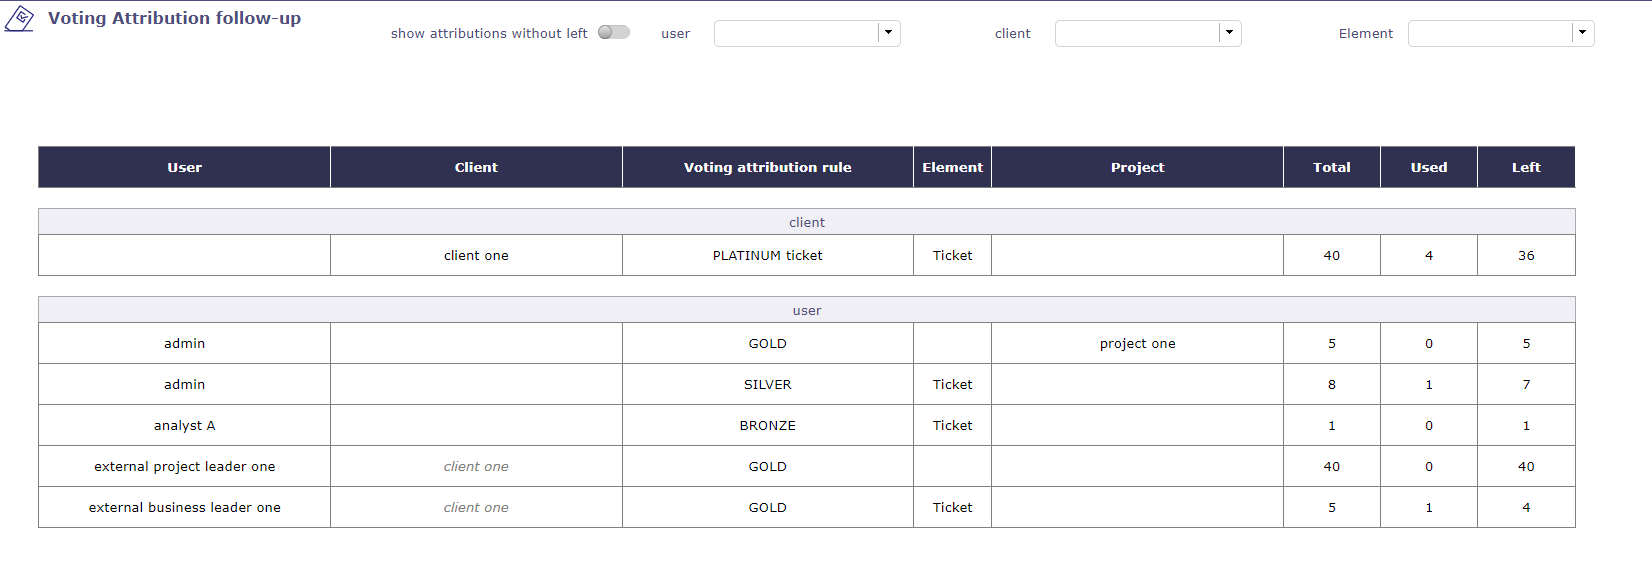 Voting Attribution follow-up
show attributions without left user client Element
User Client Voting attribution rule Element Project Total Used Left
client
client one PLATINUM ticket Ticket 40 4 36
user
admin GOLD project one 5 0 5
admin SILVER Ticket 8 1 7
analyst A BRONZE Ticket 1 0 1
external project leader one client one GOLD 40 0 40
external business leader one client one GOLD Ticket 5 1 4